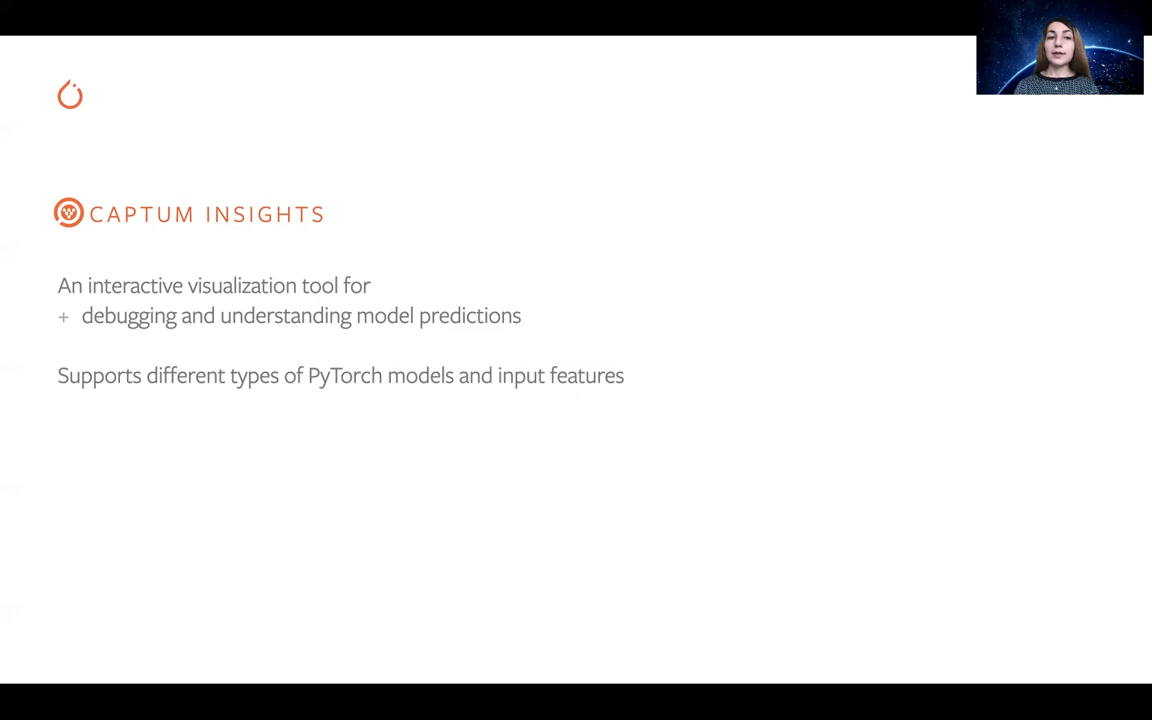 CAPTUM INSIGHTS
An interactive visualization tool for
+ debugging and understanding model predictions
Supports different types of PyTorch models and input features